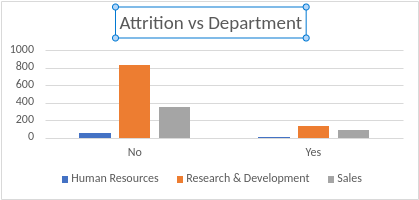 Attrition vs Department
1000
800
600
400
200
0
No Yes
Human Resources Research & Development Sales